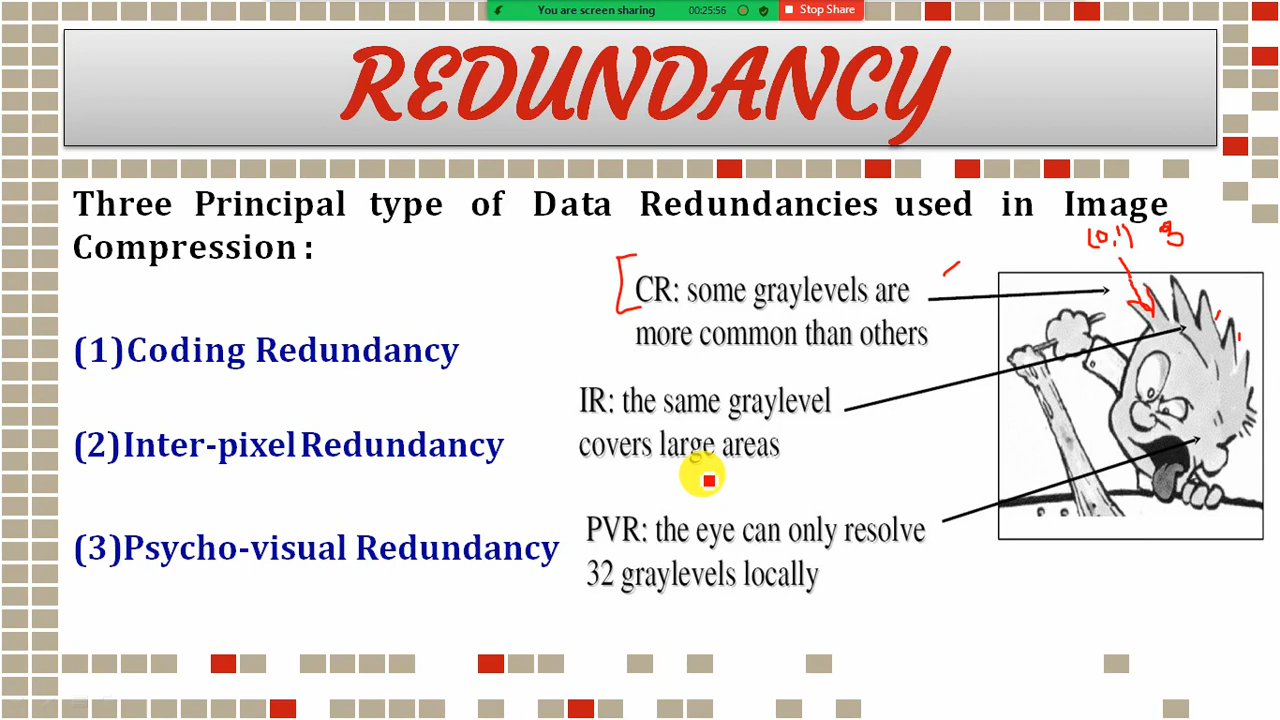 You are screen sharing 00:25:56 Stop Share
REDUNDANCY
Three Principal type of Data Redundancies used in Image
Compression :
(0,1)
CR: some graylevels are
more common than others
(1)Coding Redundancy
IR: the same graylevel
covers large areas
(2)Inter-pixel Redundancy
PVR: the eye can only resolve
32 graylevels locally
(3)Psycho-visual Redundancy